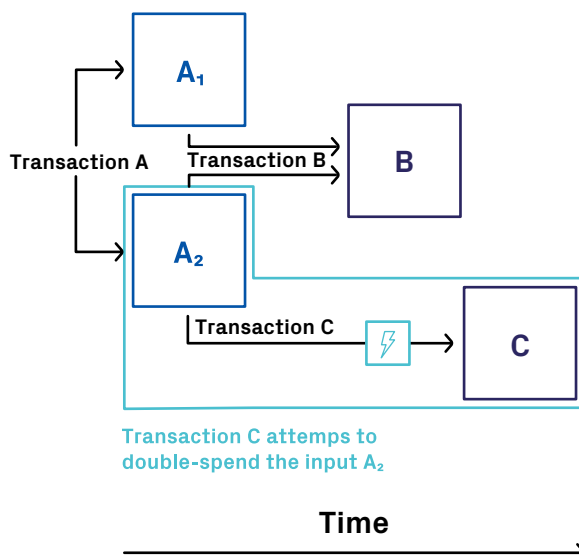 A₁
Transaction A
Transaction B
B
A₂
Transaction C
C
Transaction C attemps to
double-spend the input A₂
Time